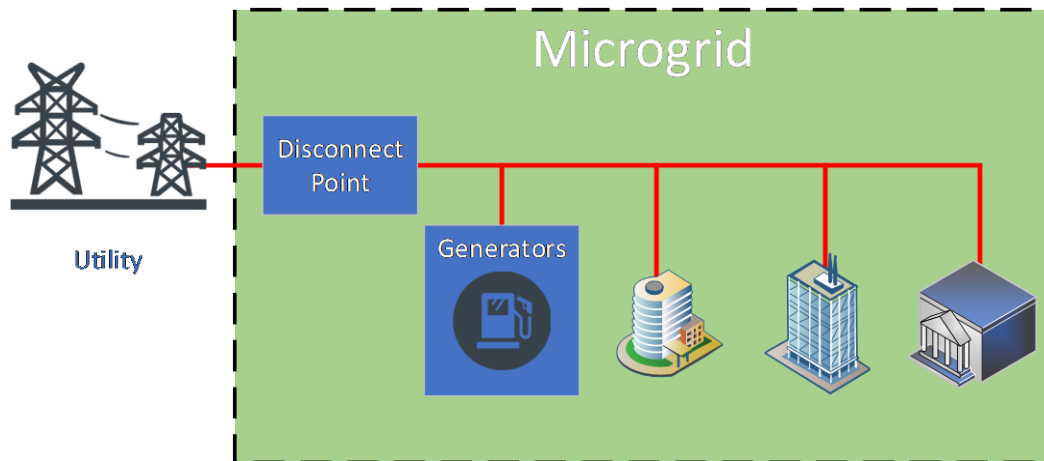 Microgrid
Disconnect
Point
Generators
Utility